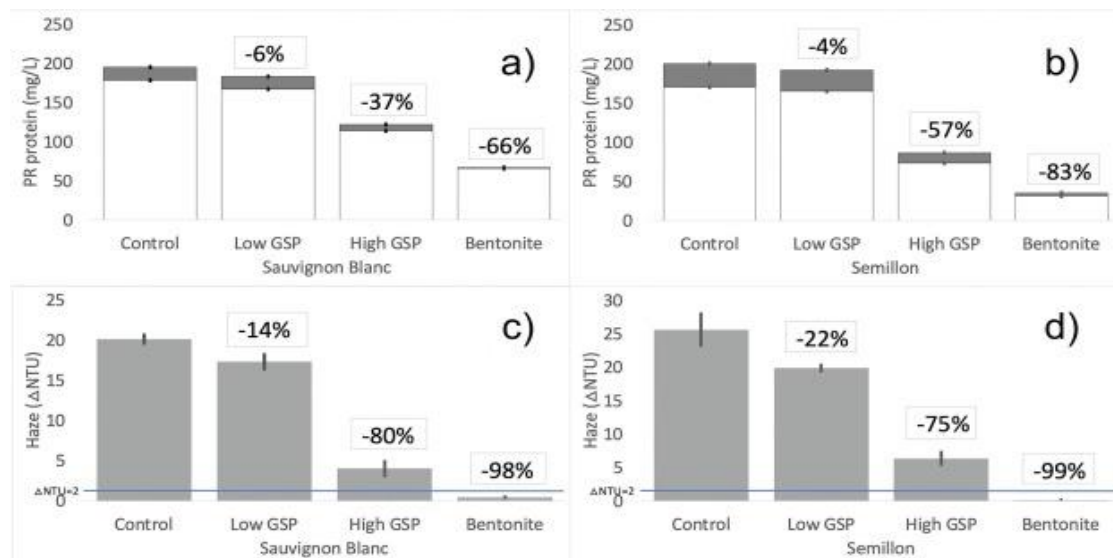 250
200
150
100
50
0
PR protein (mg/L)
-6%
-37%
-66%
a)
Control Low GSP High GSP Bentonite
Sauvignon Blanc
250
200
150
100
50
0
PR protein (mg/L)
-4%
-57%
-83%
b)
Control Low GSP High GSP Bentonite
Semillon
25
20
15
10
5
0
Haze (△NTU)
△NTU=2
-14%
-80%
-98%
c)
Control Low GSP High GSP Bentonite
Sauvignon Blanc
30
25
20
15
10
5
0
Haze (△NTU)
△NTU=2
-22%
-75%
-99%
d)
Control Low GSP High GSP Bentonite
Semillon